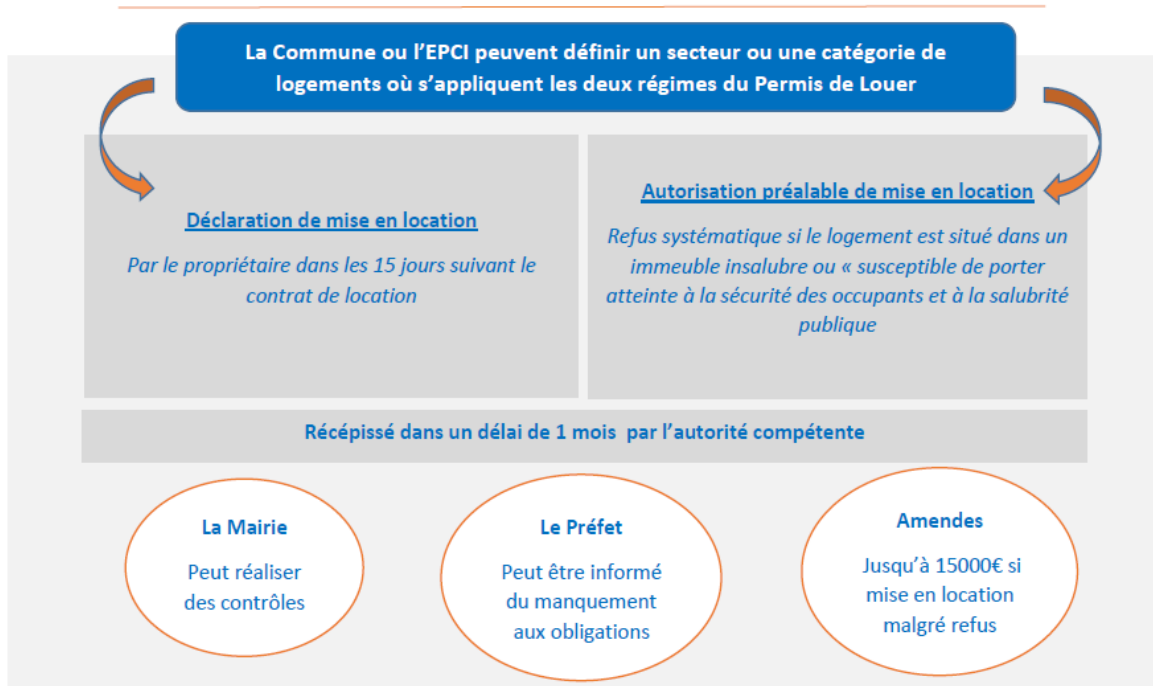 La Commune ou l’EPCI peuvent définir un secteur ou une catégorie de
logements où s’appliquent les deux régimes du Permis de Louer
Déclaration de mise en location
Par le propriétaire dans les 15 jours suivant le
contrat de location
Autorisation préalable de mise en location
Refus systématique si le logement est situé dans un
immeuble insalubre ou « susceptible de porter
atteinte à la sécurité des occupants et à la salubrité
publique
Récépissé dans un délai de 1 mois par l’autorité compétente
La Mairie
Peut réaliser
des contrôles
Le Préfet
Peut être informé
du manquement
aux obligations
Amendes
Jusqu’à 15000€ si
mise en location
malgré refus